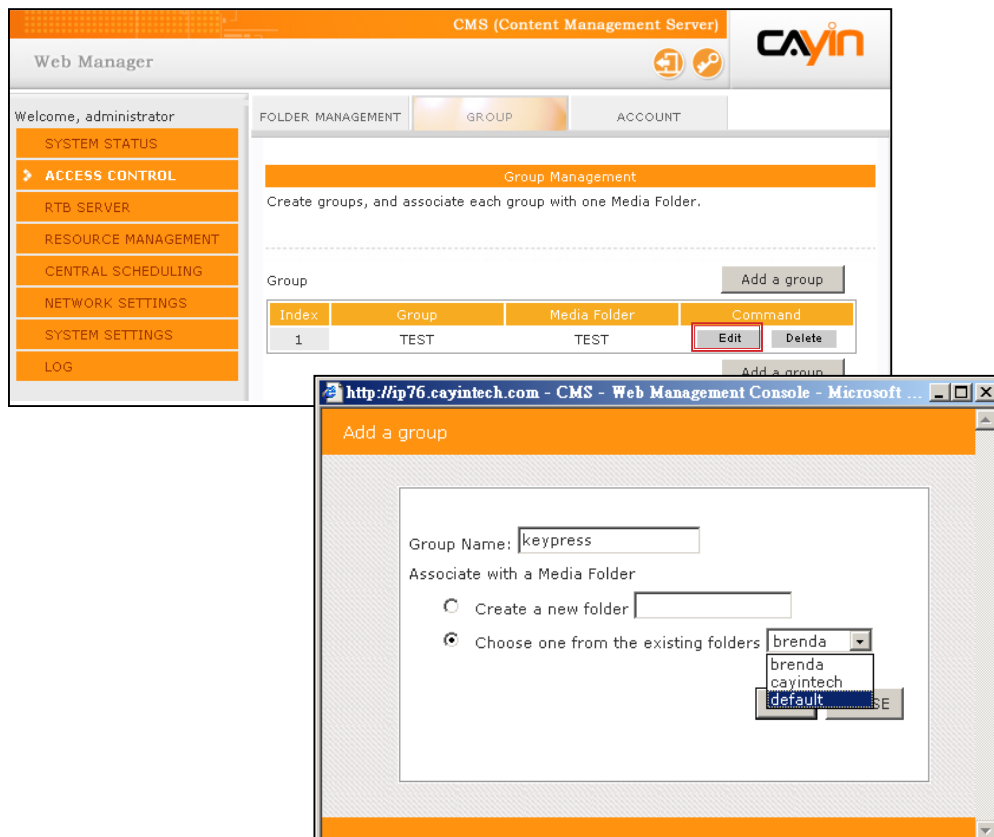 CMS (Content Management Server)
CAYIN
Web Manager
Welcome, administrator
SYSTEM STATUS
ACCESS CONTROL
RTB SERVER
RESOURCE MANAGEMENT
CENTRAL SCHEDULING
NETWORK SETTINGS
SYSTEM SETTINGS
LOG
FOLDER MANAGEMENT GROUP ACCOUNT
Group Management
Create groups, and associate each group with one Media Folder.
Group Add a group
Index Group Media Folder Command
1 TEST TEST Edit Delete
Add a group
http://ip76.cayintech.com - CMS - Web Management Console - Microsoft ...
Add a group
Group Name: keypress
Associate with a Media Folder
Create a new folder
Choose one from the existing folders brenda
brenda
cayintech
default
SE